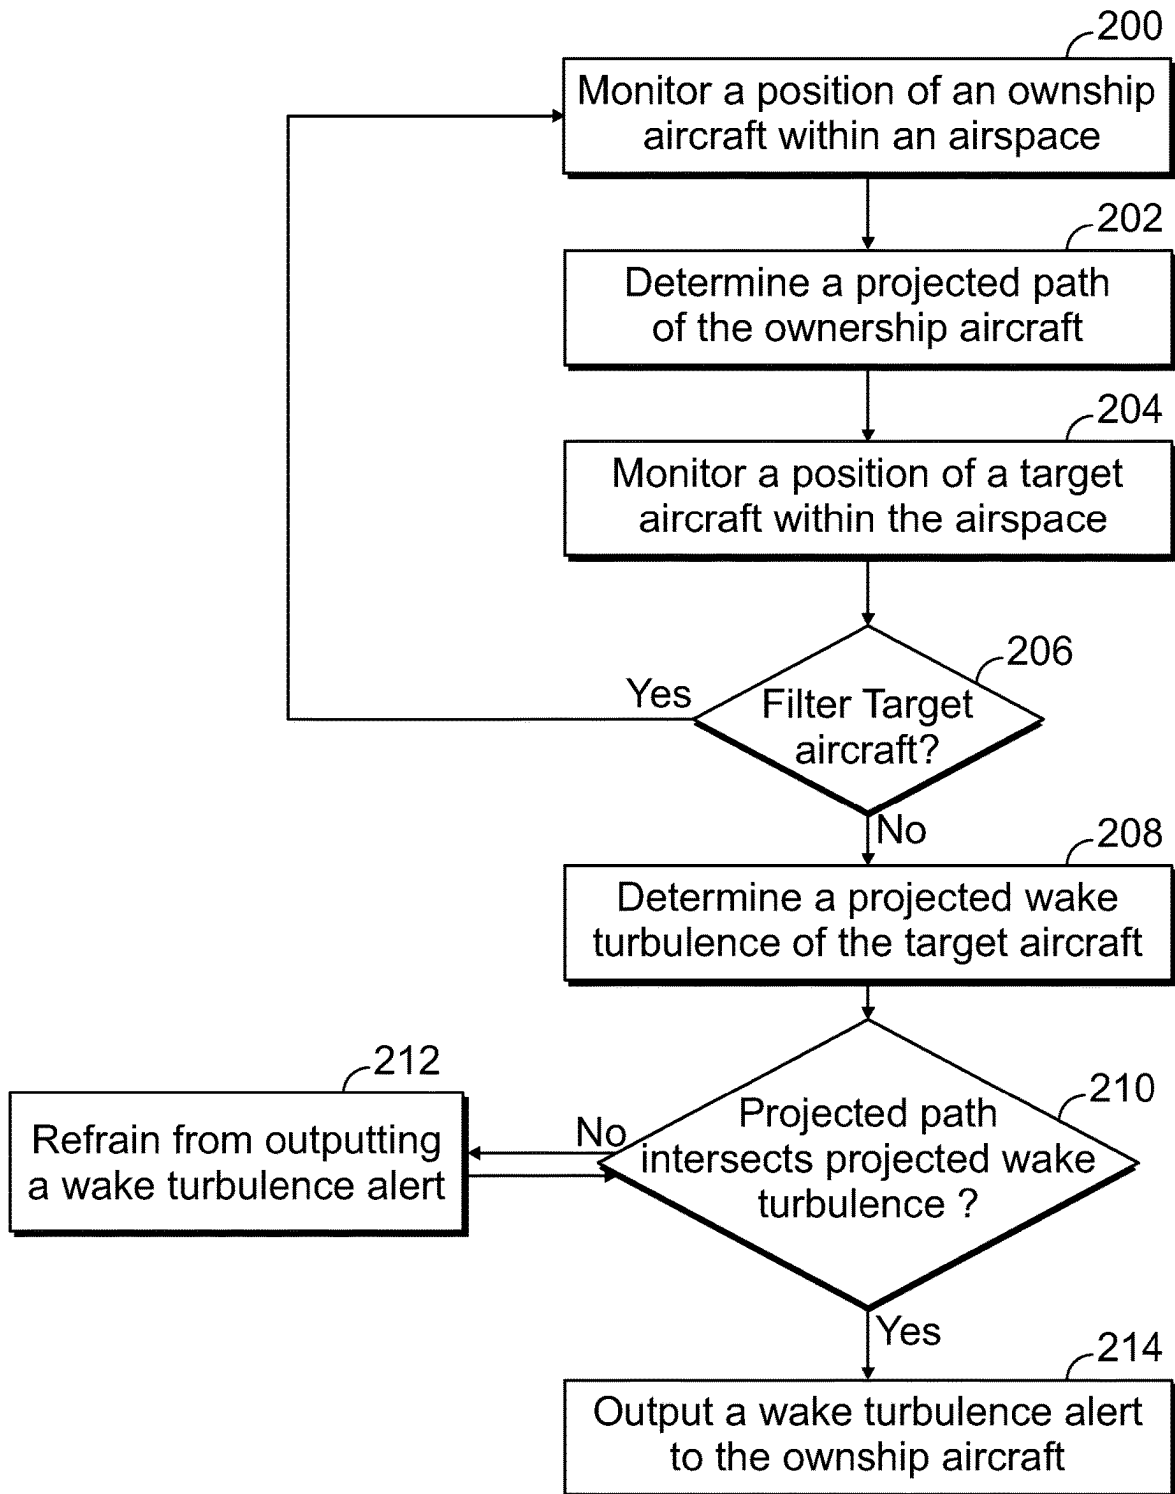 200
Monitor a position of an ownship
aircraft within an airspace
202
Determine a projected path
of the ownership aircraft
204
Monitor a position of a target
aircraft within the airspace
206
Yes
Filter Target
aircraft?
No
208
Determine a projected wake
turbulence of the target aircraft
212
Refrain from outputting
a wake turbulence alert
No
210
Projected path
intersects projected wake
turbulence ?
Yes
214
Output a wake turbulence alert
to the ownship aircraft